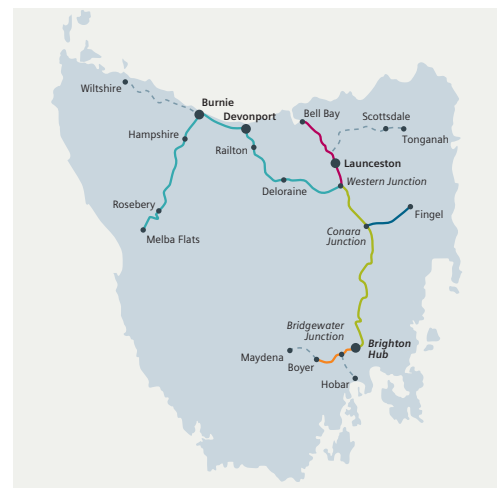 Wiltshire
Burnie
Devonport
Bell Bay
Scottsdale
Tonganah
Hampshire
Railton
Launceston
Western Junction
Deloraine
Rosebery
Melba Flats
Fingel
Conara
Junction
Bridgewater
Junction
Brighton
Hub
Maydena
Boyer
Hobar